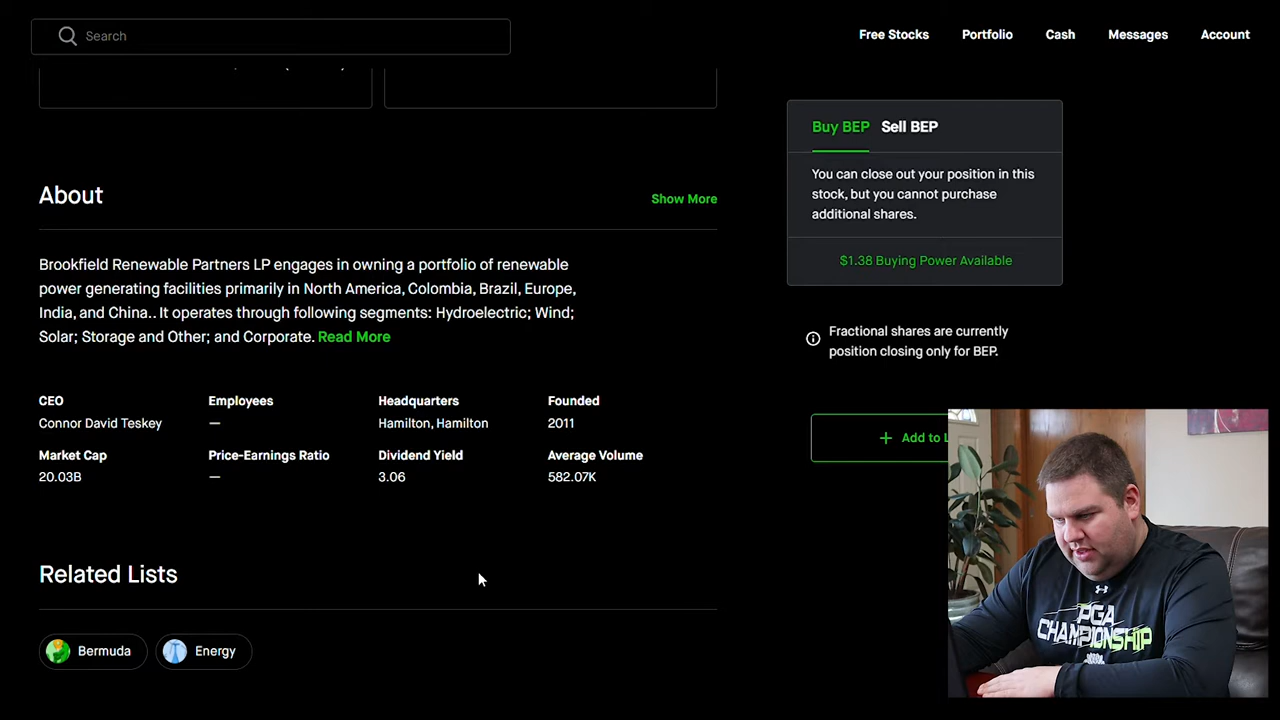 Search
Free Stocks
Portfolio
Cash
Messages
Account
Buy BEP
Sell BEP
You can close out your position in this
stock, but you cannot purchase
additional shares.
$1.38 Buying Power Available
Fractional shares are currently
position closing only for BEP.
+ Add to L
About
Show More
Brookfield Renewable Partners LP engages in owning a portfolio of renewable
power generating facilities primarily in North America, Colombia, Brazil, Europe,
India, and China.. It operates through following segments: Hydroelectric; Wind;
Solar; Storage and Other; and Corporate. Read More
CEO
Connor David Teskey
Employees
—
Headquarters
Hamilton, Hamilton
Founded
2011
Market Cap
20.03B
Price-Earnings Ratio
—
Dividend Yield
3.06
Average Volume
582.07K
Related Lists
Bermuda
Energy
PGA
CHAMPIONSHIP